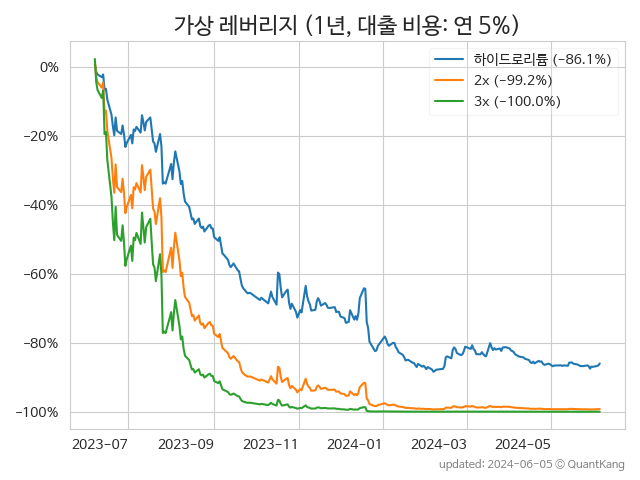 가상 레버리지 (1년, 대출 비용: 연 5%)
하이드로리튬 (−86.1%)
2x (−99.2%)
3x (−100.0%)
0%
−20%
−40%
−60%
−80%
−100%
2023-07 2023-09 2023-11 2024-01 2024-03 2024-05
updated: 2024-06-05 © QuantKang